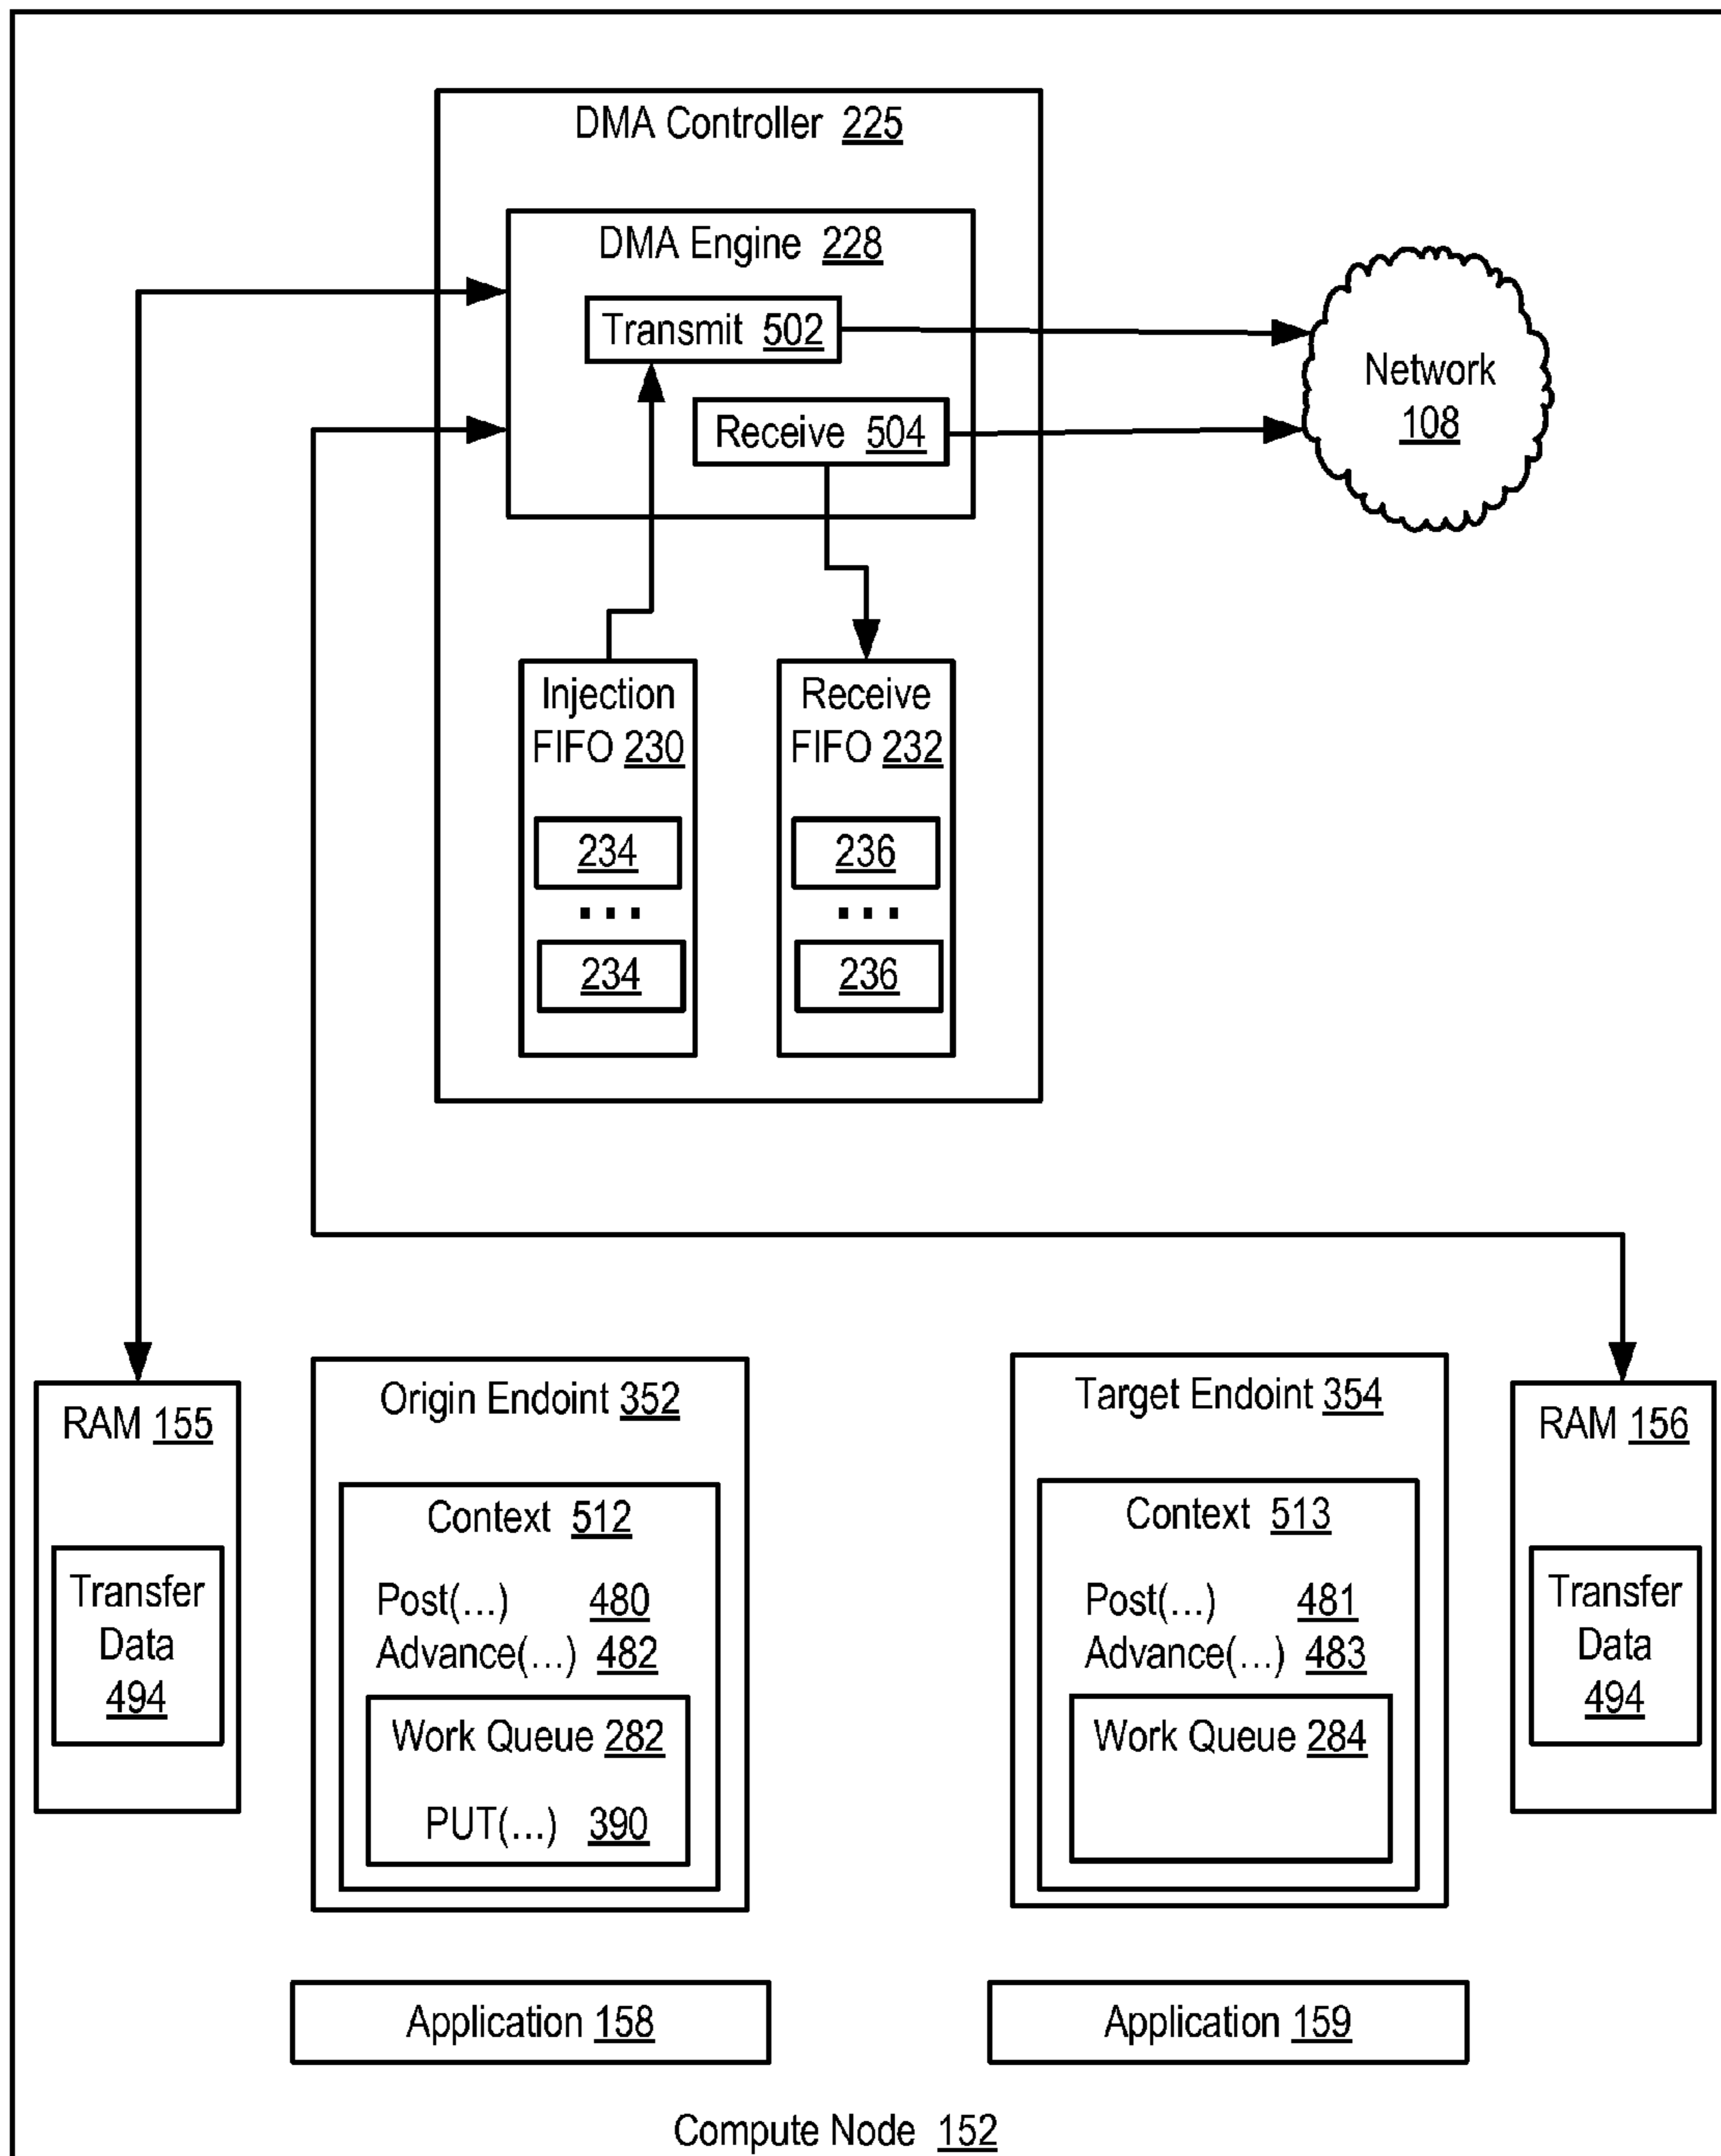 DMA Controller 225
DMA Engine 228
Transmit 502
Receive 504
Network
108
Injection
FIFO 230
234
...
234
Receive
FIFO 232
236
...
236
RAM 155
Transfer
Data
494
Origin Endoint 352
Context 512
Post(...) 480
Advance(...) 482
Work Queue 282
PUT(...) 390
Target Endoint 354
Context 513
Post(...) 481
Advance(...) 483
Work Queue 284
RAM 156
Transfer
Data
494
Application 158
Application 159
Compute Node 152